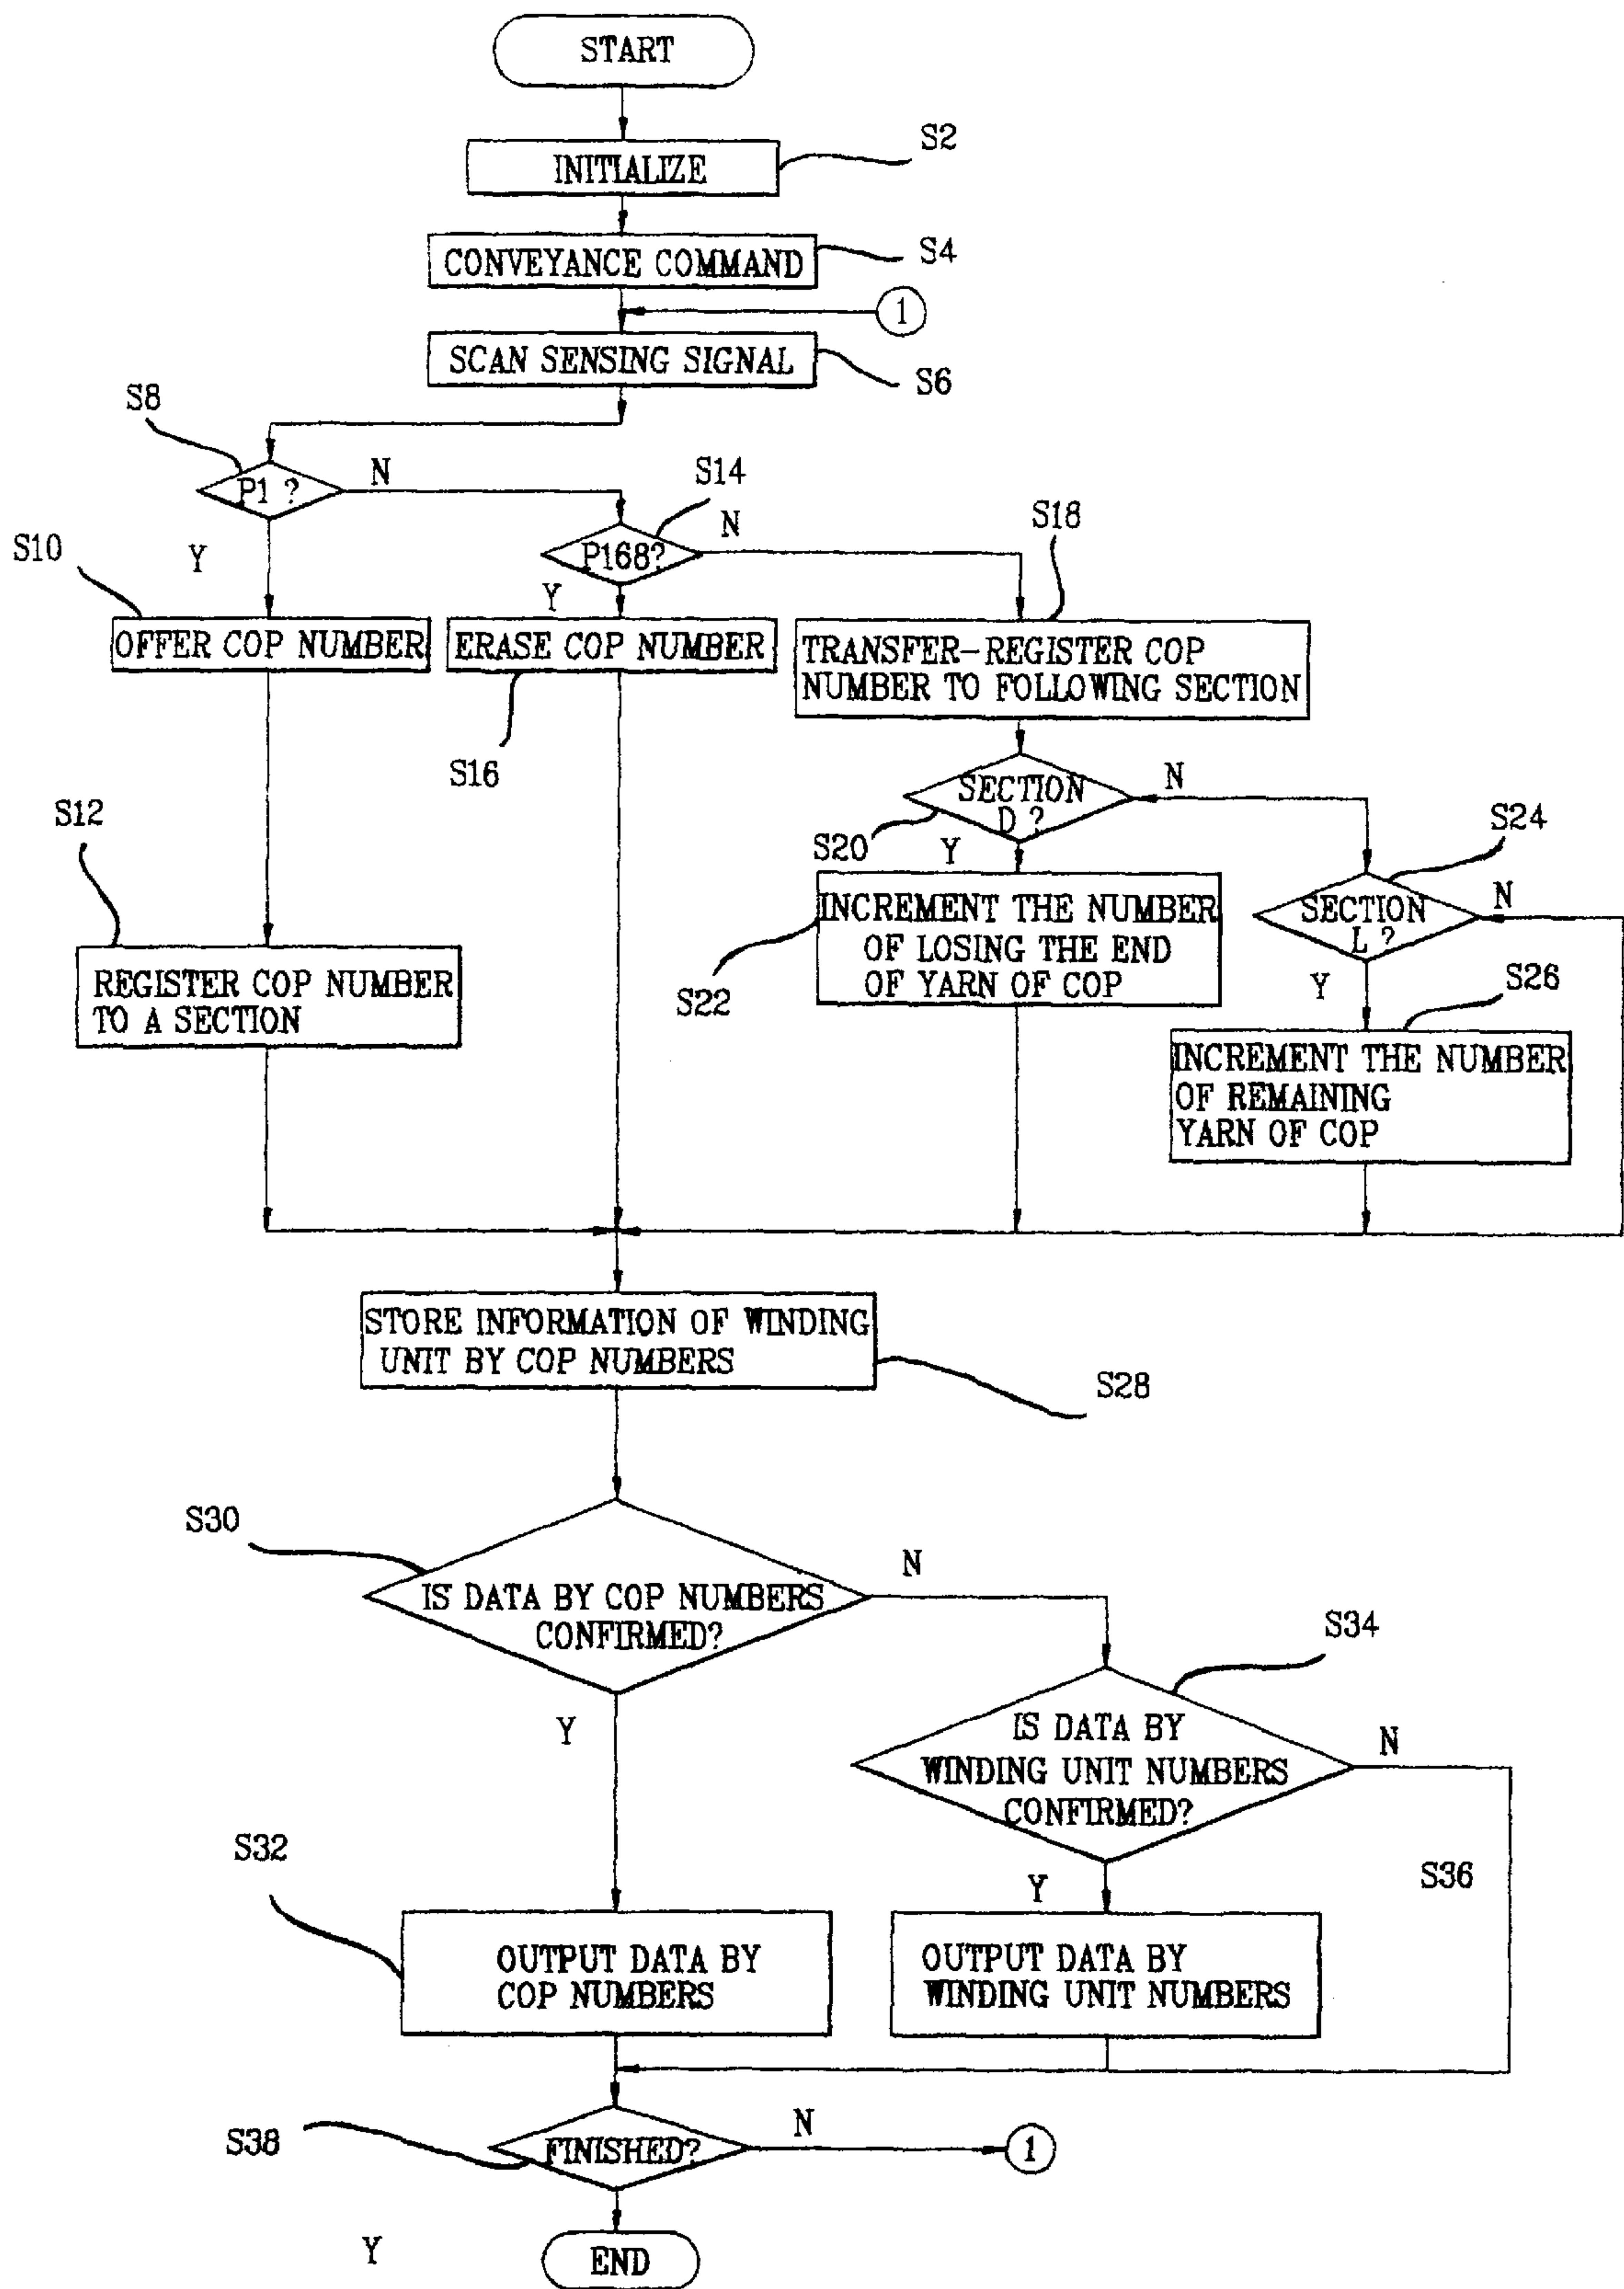 START
S2
INITIALIZE
S4
CONVEYANCE COMMAND
1
SCAN SENSING SIGNAL
S6
S8
P1 ?
N
S14
P168?
N
S18
S10
Y
Y
OFFER COP NUMBER
ERASE COP NUMBER
TRANSFER-REGISTER COP
NUMBER TO FOLLOWING SECTION
S16
S12
SECTION
D ?
N
S20
Y
S24
SECTION
L ?
N
INCREMENT THE NUMBER
OF LOSING THE END
OF YARN OF COP
S22
Y
S26
REGISTER COP NUMBER
TO A SECTION
INCREMENT THE NUMBER
OF REMAINING
YARN OF COP
STORE INFORMATION OF WINDING
UNIT BY COP NUMBERS
S28
S30
IS DATA BY COP NUMBERS
CONFIRMED?
N
S34
Y
IS DATA BY
WINDING UNIT NUMBERS
CONFIRMED?
N
S32
Y
S36
OUTPUT DATA BY
COP NUMBERS
OUTPUT DATA BY
WINDING UNIT NUMBERS
S38
FINISHED?
N
1
Y
END